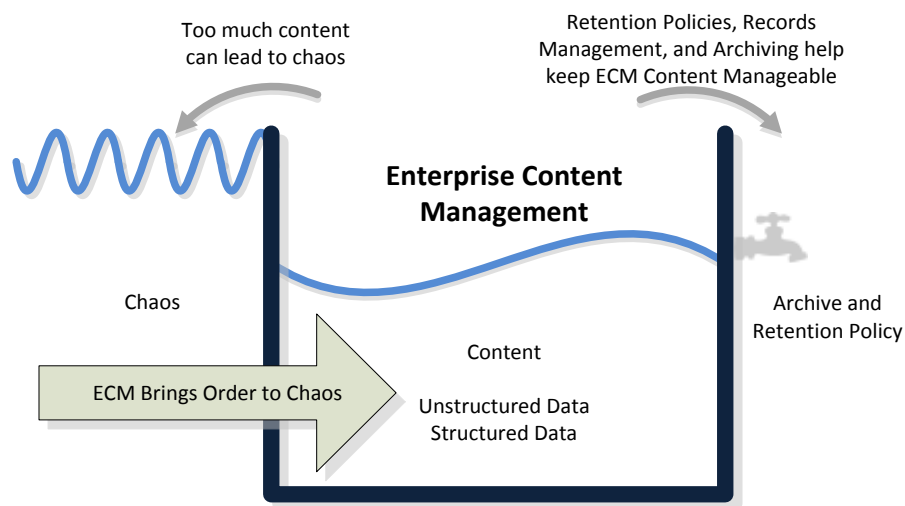 Too much content
can lead to chaos
Retention Policies, Records
Management, and Archiving help
keep ECM Content Manageable
Enterprise Content
Management
Chaos
Archive and
Retention Policy
Content
ECM Brings Order to Chaos
Unstructured Data
Structured Data